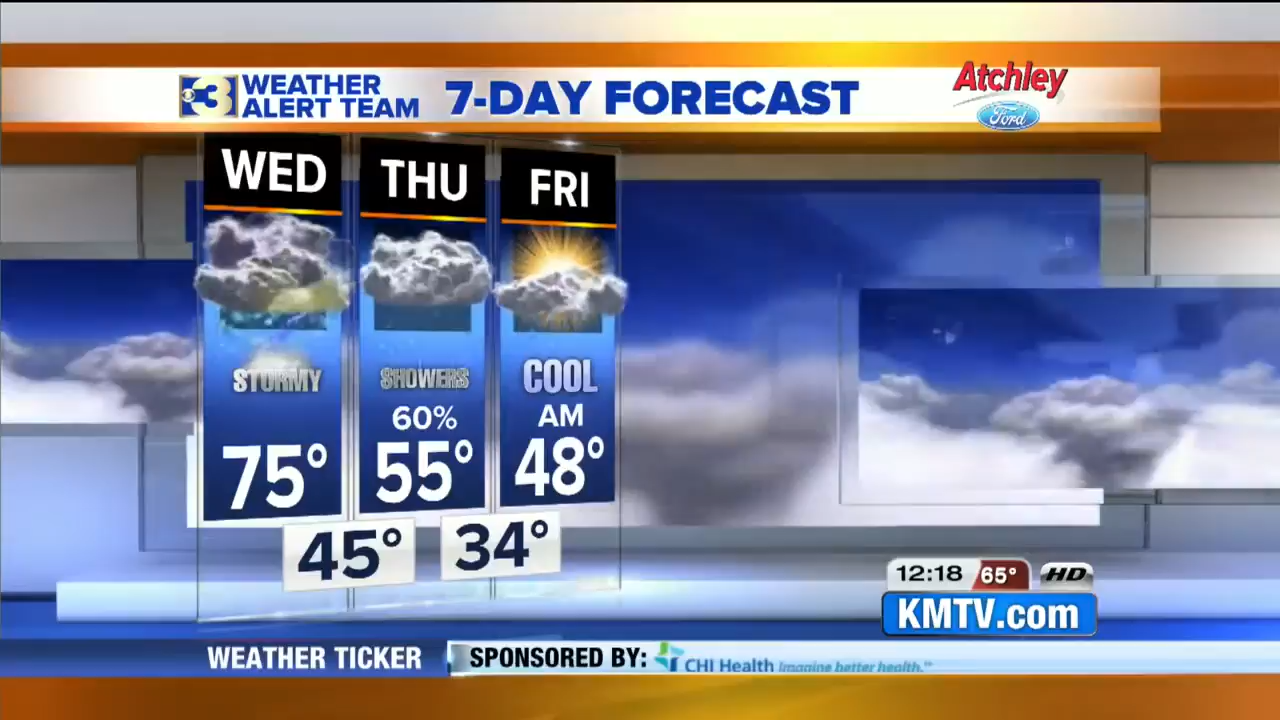 3 WEATHER ALERT TEAM
7-DAY FORECAST
Atchley
Ford
WED THU FRI
STORMY SHOWERS COOL
60% AM
75° 55° 48°
45° 34°
12:18 65° HD
KMTV.com
WEATHER TICKER SPONSORED BY: CHI Health Imagine better health.™